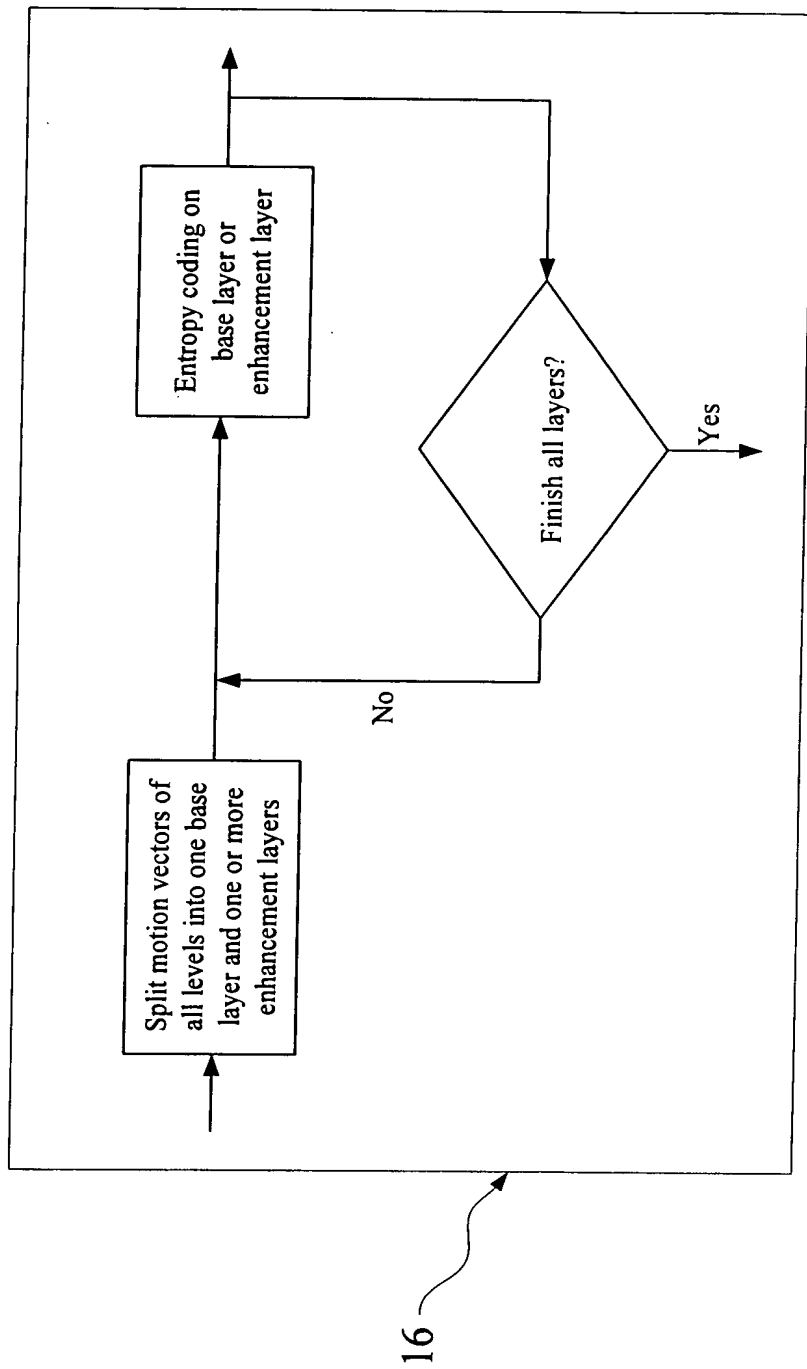 Split motion vectors of
all levels into one base
layer and one or more
enhancement layers
Entropy coding on
base layer or
enhancement layer
No
Finish all layers?
Yes
16